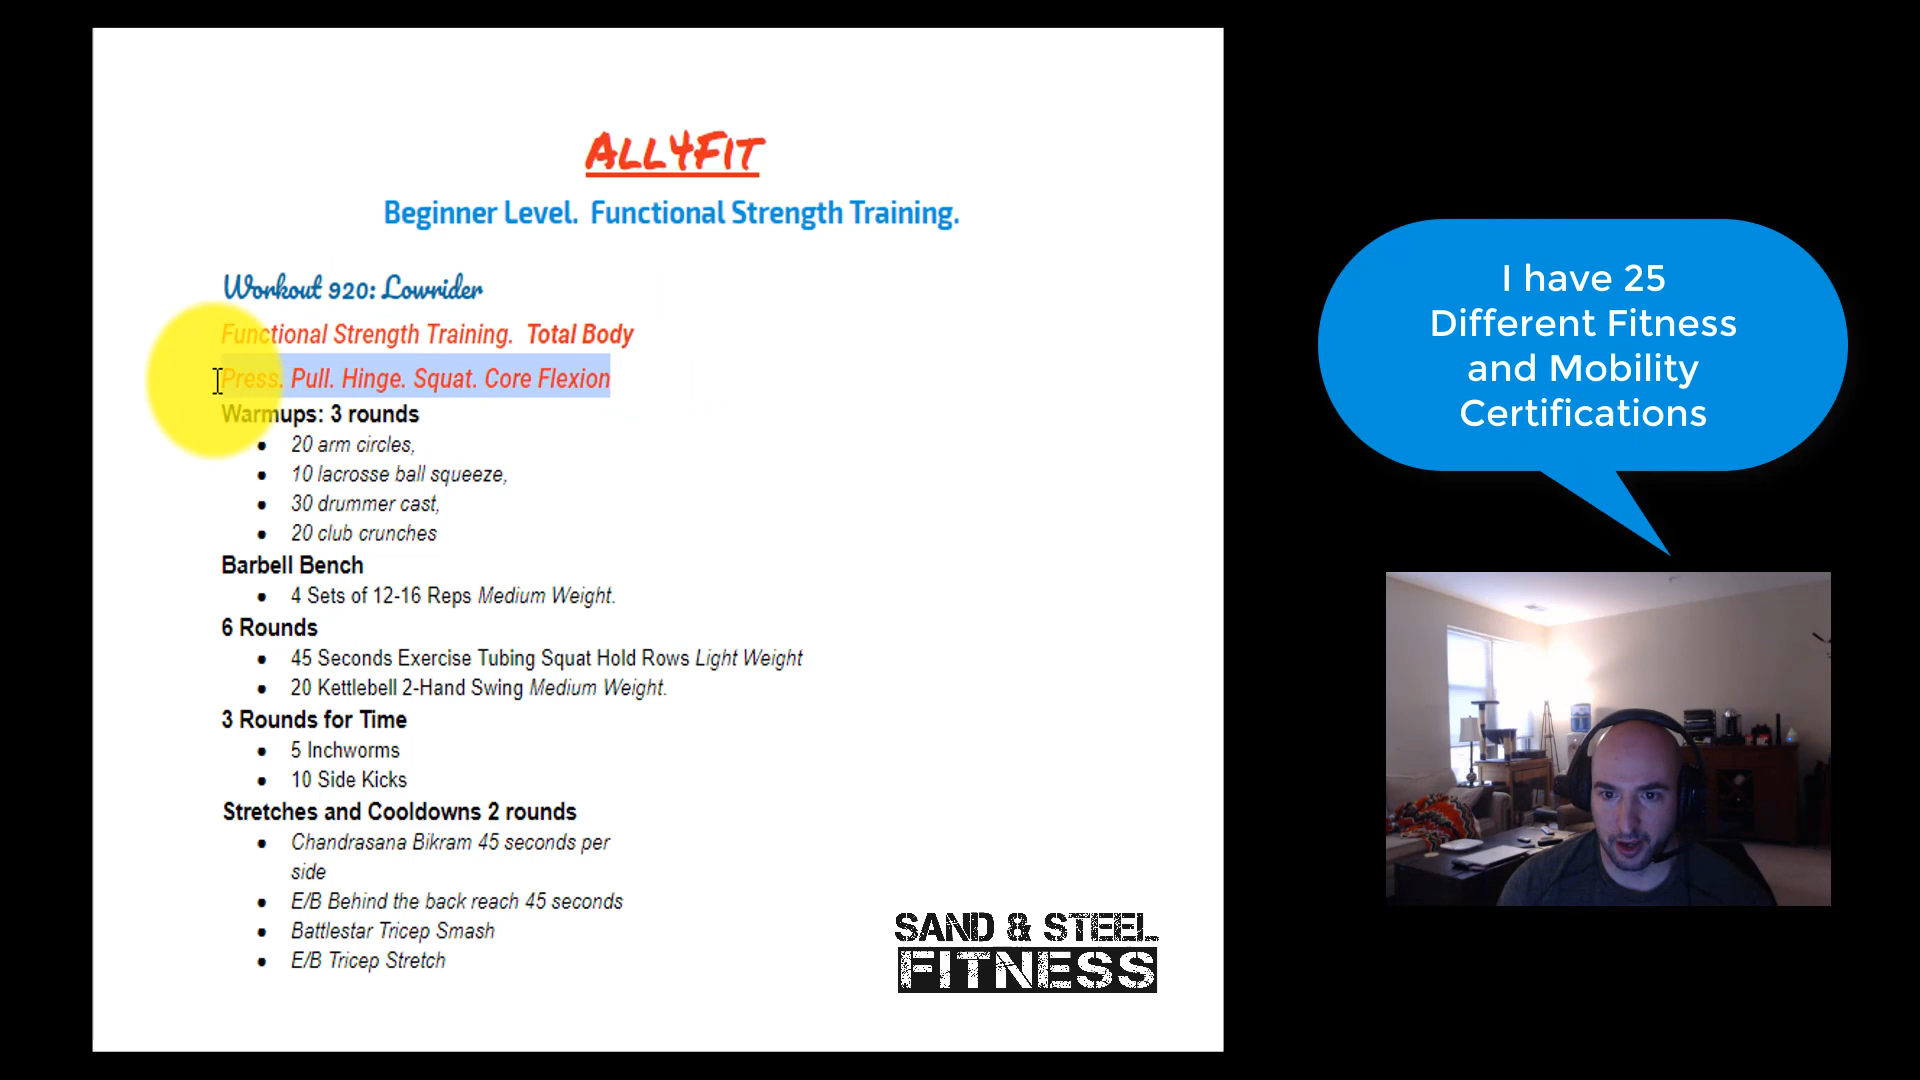 All4Fit
Beginner Level.  Functional Strength Training.
Workout 920: Lowrider
Functional Strength Training.  Total Body
Press. Pull. Hinge. Squat. Core Flexion
Warmups: 3 rounds
• 20 arm circles,
• 10 lacrosse ball squeeze,
• 30 drummer cast,
• 20 club crunches
Barbell Bench
• 4 Sets of 12-16 Reps Medium Weight.
6 Rounds
• 45 Seconds Exercise Tubing Squat Hold Rows Light Weight
• 20 Kettlebell 2-Hand Swing Medium Weight.
3 Rounds for Time
• 5 Inchworms
• 10 Side Kicks
Stretches and Cooldowns 2 rounds
• Chandrasana Bikram 45 seconds per
side
• E/B Behind the back reach 45 seconds
• Battlestar Tricep Smash
• E/B Tricep Stretch
SAND & STEEL
FITNESS
I have 25
Different Fitness
and Mobility
Certifications